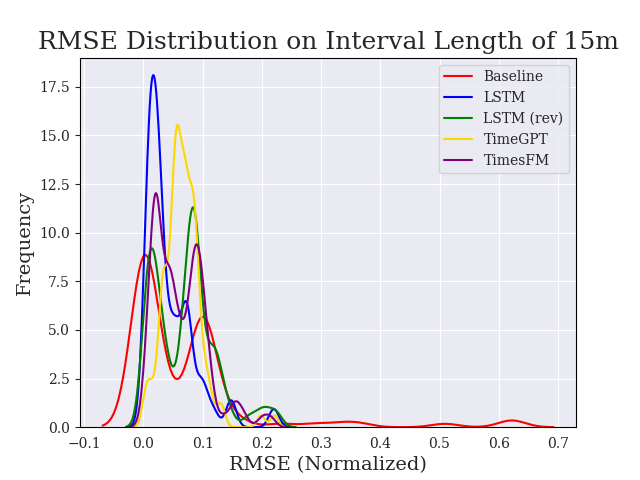 RMSE Distribution on Interval Length of 15m
Baseline
LSTM
LSTM (rev)
TimeGPT
TimesFM
Frequency
17.5
15.0
12.5
10.0
7.5
5.0
2.5
0.0
−0.1 0.0 0.1 0.2 0.3 0.4 0.5 0.6 0.7
RMSE (Normalized)